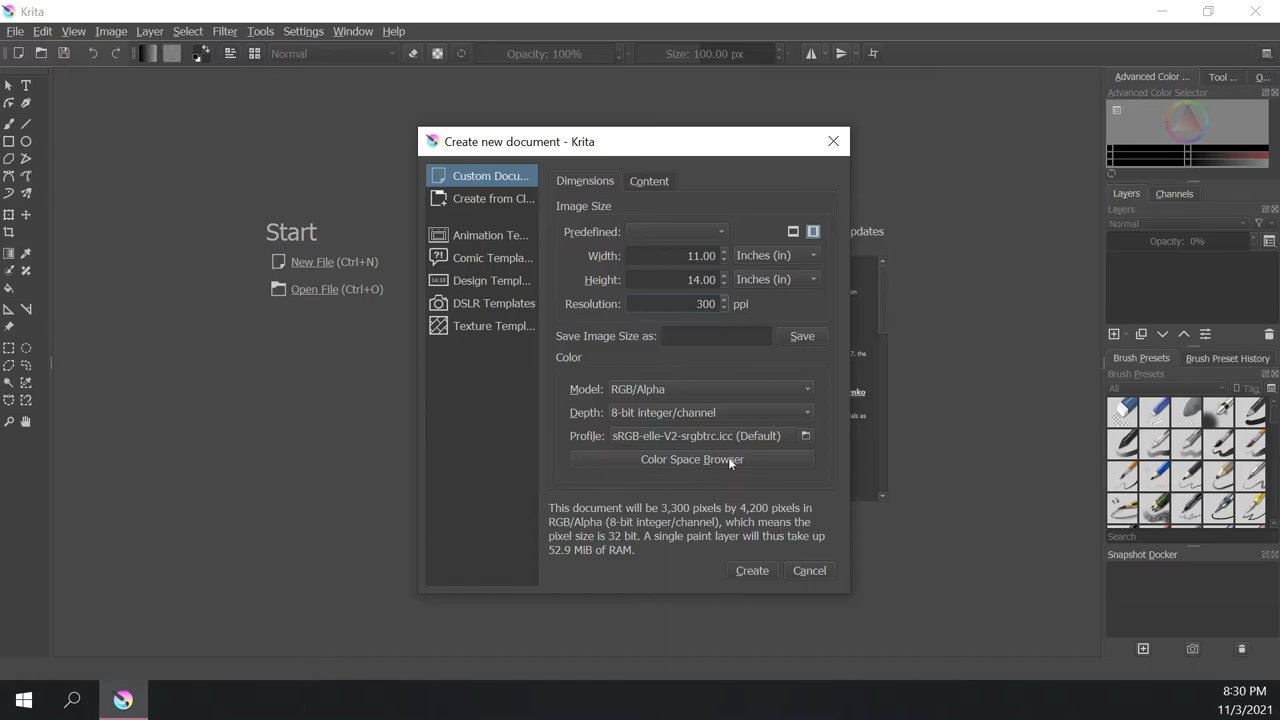 Krita
File Edit View Image Layer Select Filter Tools Settings Window Help
Normal Opacity: 100% Size: 100.00 px
Advanced Color ... Tool ... O...
Advanced Color Selector
Create new document - Krita
Custom Docu...
Create from Cl...
Animation Te...
Comic Templa...
Design Templ...
DSLR Templates
Texture Templ...
Dimensions Content
Image Size
Predefined:
Width: 11.00 Inches (in)
Height: 14.00 Inches (in)
Resolution: 300 ppi
Save Image Size as: Save
Color
Model: RGB/Alpha
Depth: 8-bit integer/channel
Profile: sRGB-elle-V2-srgbtrc.icc (Default)
Color Space Browser
This document will be 3,300 pixels by 4,200 pixels in
RGB/Alpha (8-bit integer/channel), which means the
pixel size is 32 bit. A single paint layer will thus take up
52.9 MiB of RAM.
Create Cancel
Start
New File (Ctrl+N)
Open File (Ctrl+O)
pdates
7, the
nko
als as
Layers Channels
Layers
Normal
Opacity: 0%
Brush Presets Brush Preset History
Brush Presets
All Tag
Search
Snapshot Docker
8:30 PM
11/3/2021